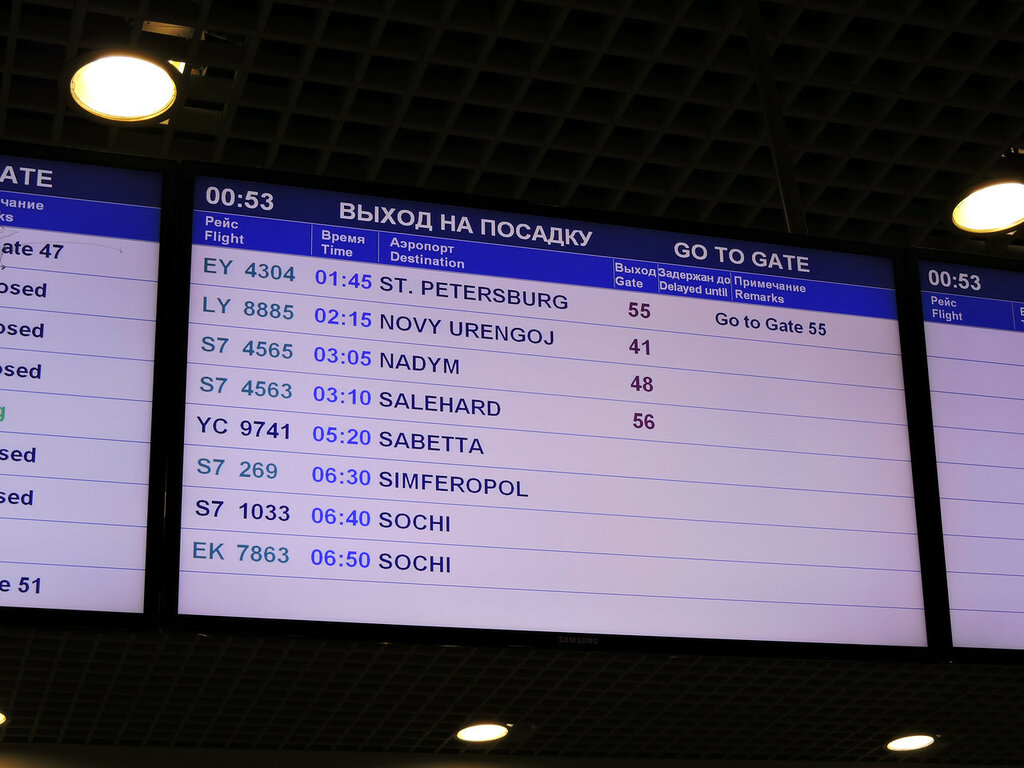 ATE
чание
ks
ate 47
osed
osed
osed
g
sed
sed
e 51
00:53 ВЫХОД НА ПОСАДКУ GO TO GATE
Рейс Время Аэропорт Выход Задержан до Примечание
Flight Time Destination Gate Delayed until Remarks
EY 4304 01:45 ST. PETERSBURG 55 Go to Gate 55
LY 8885 02:15 NOVY URENGOJ 41
S7 4565 03:05 NADYM 48
S7 4563 03:10 SALEHARD 56
YC 9741 05:20 SABETTA
S7 269 06:30 SIMFEROPOL
S7 1033 06:40 SOCHI
EK 7863 06:50 SOCHI
SAMSUNG
00:53
Рейс
Flight